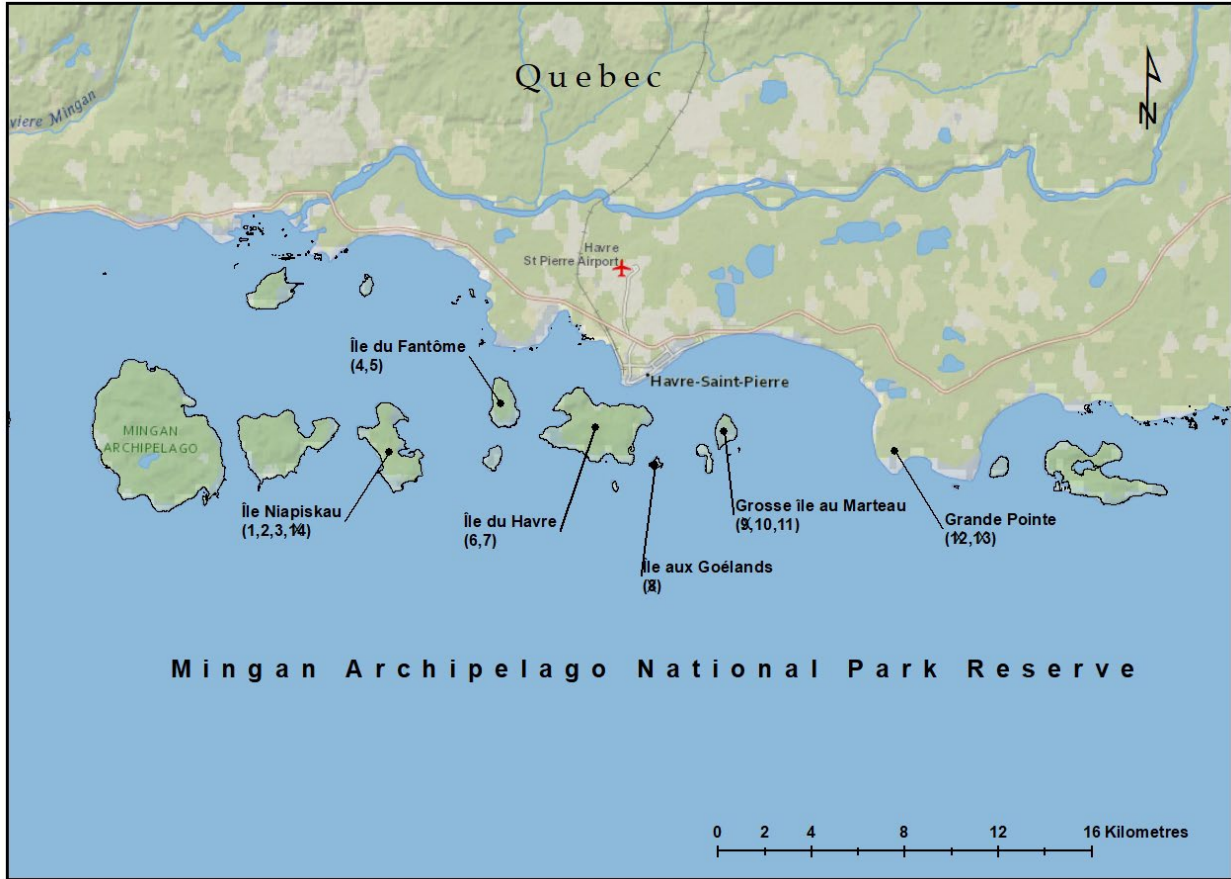 Quebec
N
viere Mingan
Havre
St Pierre Airport
Île du Fantôme
(4,5)
Havre-Saint-Pierre
MINGAN
ARCHIPELAGO
Île Niapiskau
(1,2,3,14)
Île du Havre
(6,7)
Grosse île au Marteau
(9,10,11)
Grande Pointe
(12,13)
Île aux Goélands
(8)
Mingan Archipelago National Park Reserve
0 2 4 8 12 16 Kilometres